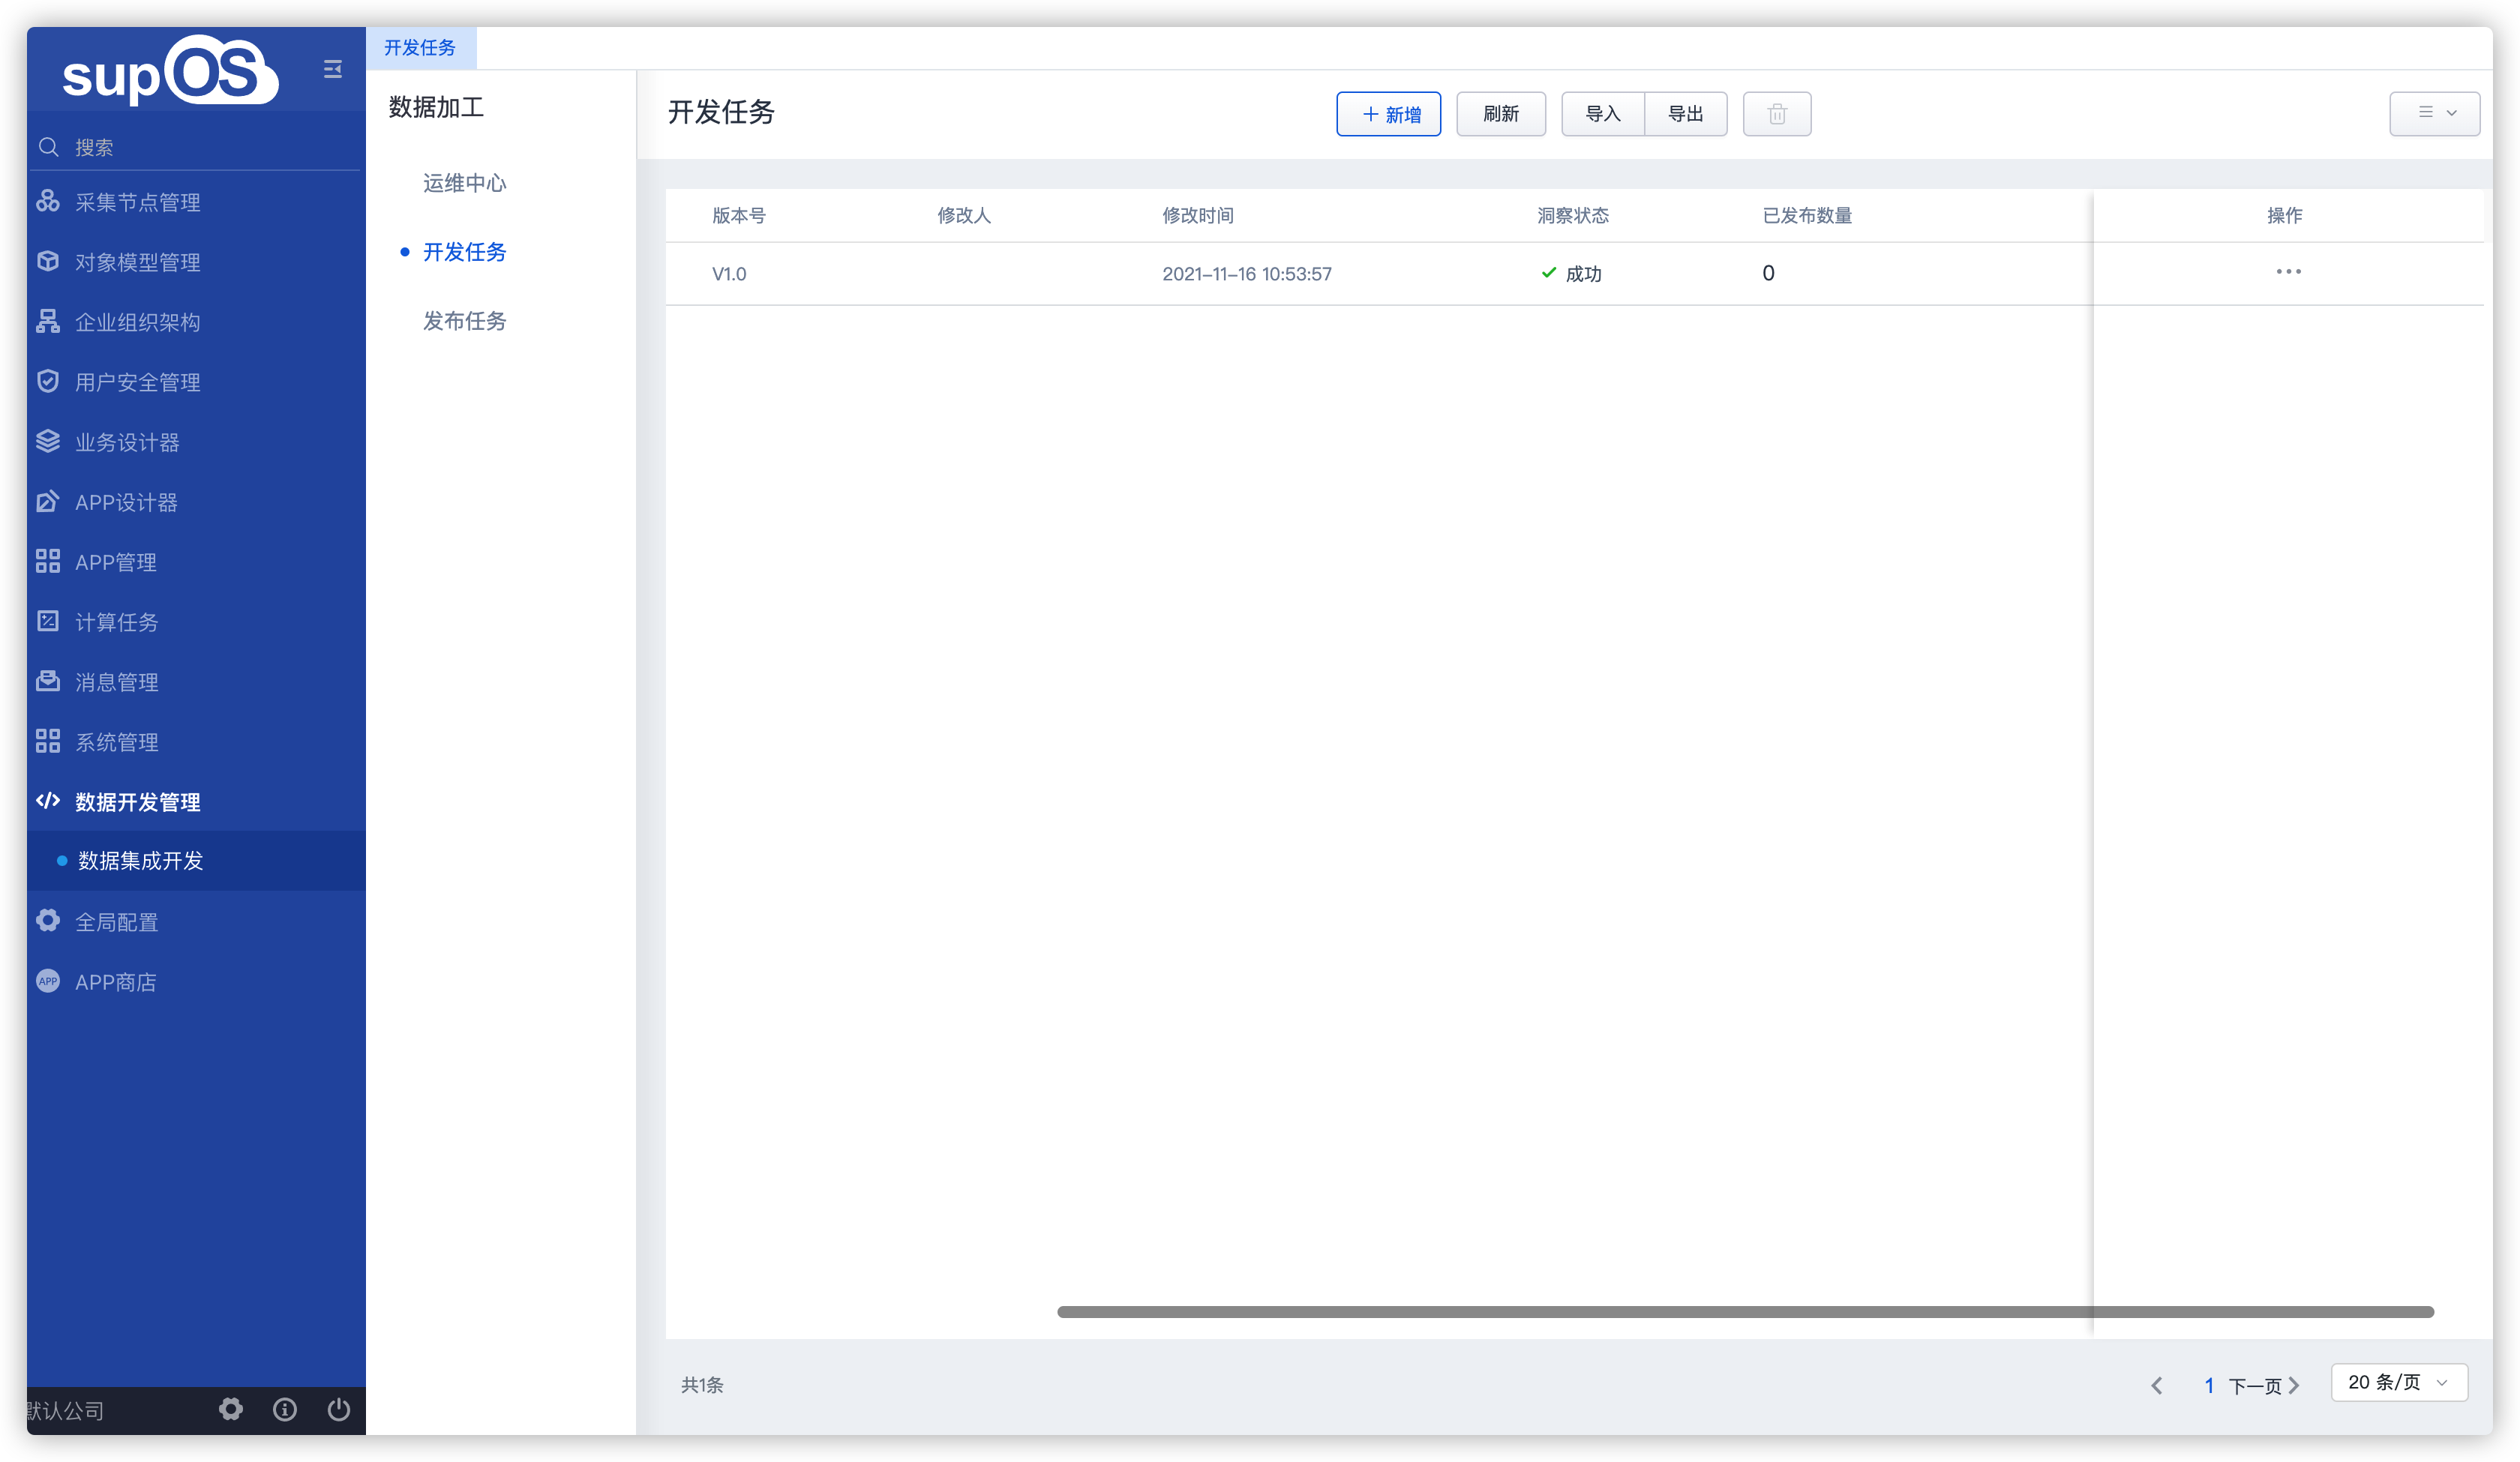 supOS
搜索
采集节点管理
对象模型管理
企业组织架构
用户安全管理
业务设计器
APP设计器
APP管理
计算任务
消息管理
系统管理
数据开发管理
数据集成开发
全局配置
APP APP商店
默认公司
开发任务
数据加工
运维中心
开发任务
发布任务
开发任务
新增 刷新 导入 导出
版本号 修改人 修改时间 洞察状态 已发布数量 操作
V1.0 2021-11-16 10:53:57 成功 0
共1条 1 下一页 20 条/页